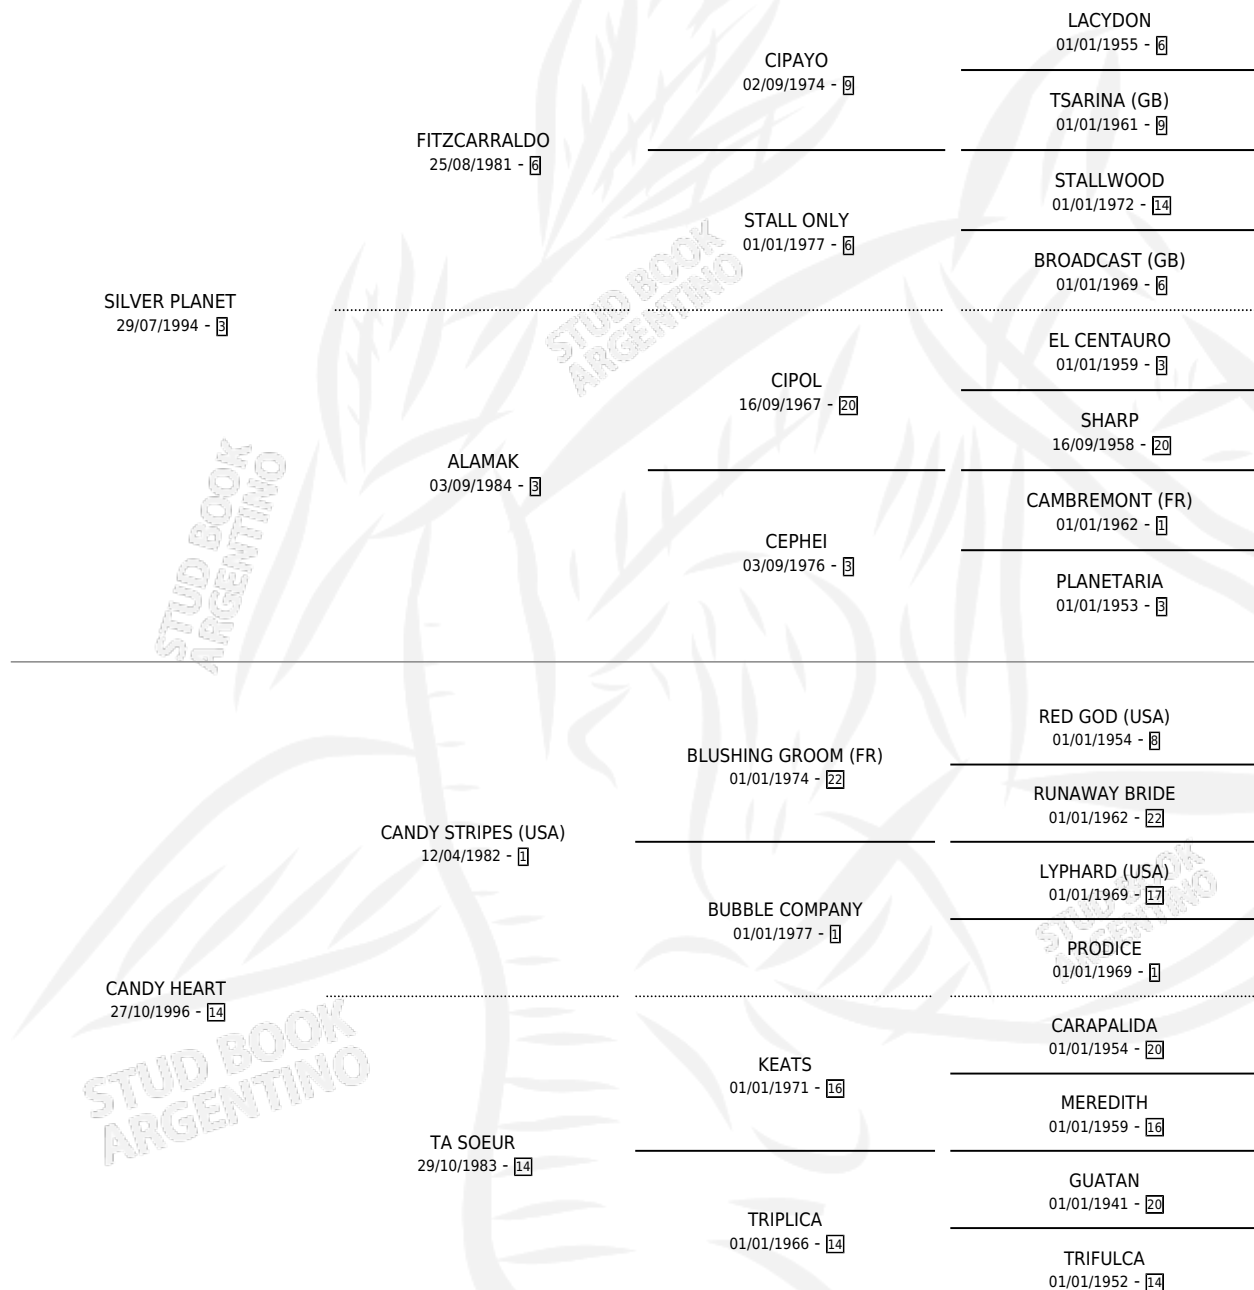 LACYDON
01/01/1955 - 6
CIPAYO
02/09/1974 - 9
TSARINA (GB)
01/01/1961 - 9
FITZCARRALDO
25/08/1981 - 6
STALLWOOD
01/01/1972 - 14
STALL ONLY
01/01/1977 - 6
BROADCAST (GB)
01/01/1969 - 6
SILVER PLANET
29/07/1994 - 3
STUD BOOK
ARGENTINO
EL CENTAURO
01/01/1959 - 3
CIPOL
16/09/1967 - 20
SHARP
16/09/1958 - 20
ALAMAK
03/09/1984 - 3
CAMBREMONT (FR)
01/01/1962 - 1
CEPHEI
03/09/1976 - 3
PLANETARIA
01/01/1953 - 3
STUD BOOK
ARGENTINO
RED GOD (USA)
01/01/1954 - 8
BLUSHING GROOM (FR)
01/01/1974 - 22
RUNAWAY BRIDE
01/01/1962 - 22
CANDY STRIPES (USA)
12/04/1982 - 1
LYPHARD (USA)
01/01/1969 - 17
STUD BOOK
ARGENTINO
BUBBLE COMPANY
01/01/1977 - 1
PRODICE
01/01/1969 - 1
CANDY HEART
27/10/1996 - 14
STUD BOOK
ARGENTINO
CARAPALIDA
01/01/1954 - 20
KEATS
01/01/1971 - 16
MEREDITH
01/01/1959 - 16
TA SOEUR
29/10/1983 - 14
GUATAN
01/01/1941 - 20
TRIPLICA
01/01/1966 - 14
TRIFULCA
01/01/1952 - 14